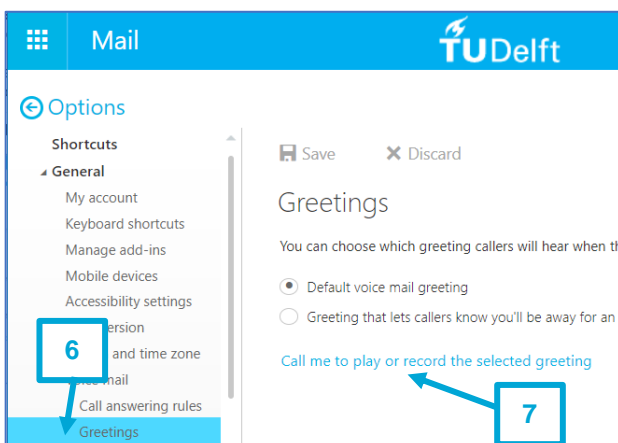 Mail
TUDelft
Options
Shortcuts
General
My account
Keyboard shortcuts
Manage add-ins
Mobile devices
Accessibility settings
and time zone
mail
Call answering rules
Greetings
6
Save
Discard
Greetings
You can choose which greeting callers will hear when
Default voice mail greeting
Greeting that lets callers know you'll be away for an
Call me to play or record the selected greeting
7